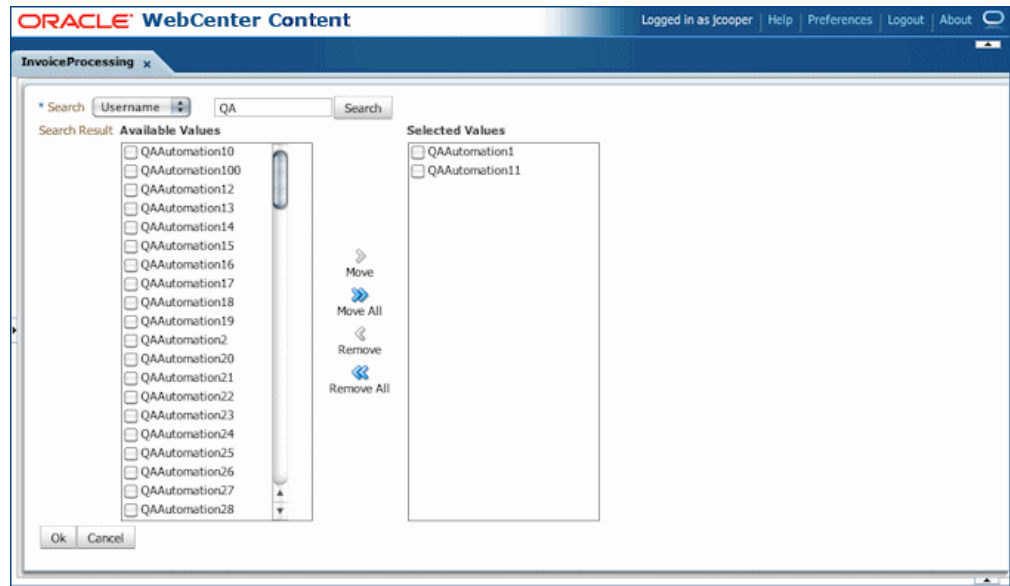 ORACLE WebCenter Content
Logged in as jcooper | Help | Preferences | Logout | About
InvoiceProcessing x
* Search Username QA Search
Search Result Available Values
QAAutomation10
QAAutomation100
QAAutomation12
QAAutomation13
QAAutomation14
QAAutomation15
QAAutomation16
QAAutomation17
QAAutomation18
QAAutomation19
QAAutomation2
QAAutomation20
QAAutomation21
QAAutomation22
QAAutomation23
QAAutomation24
QAAutomation25
QAAutomation26
QAAutomation27
QAAutomation28
Move
Move All
Remove
Remove All
Selected Values
QAAutomation1
QAAutomation11
Ok Cancel